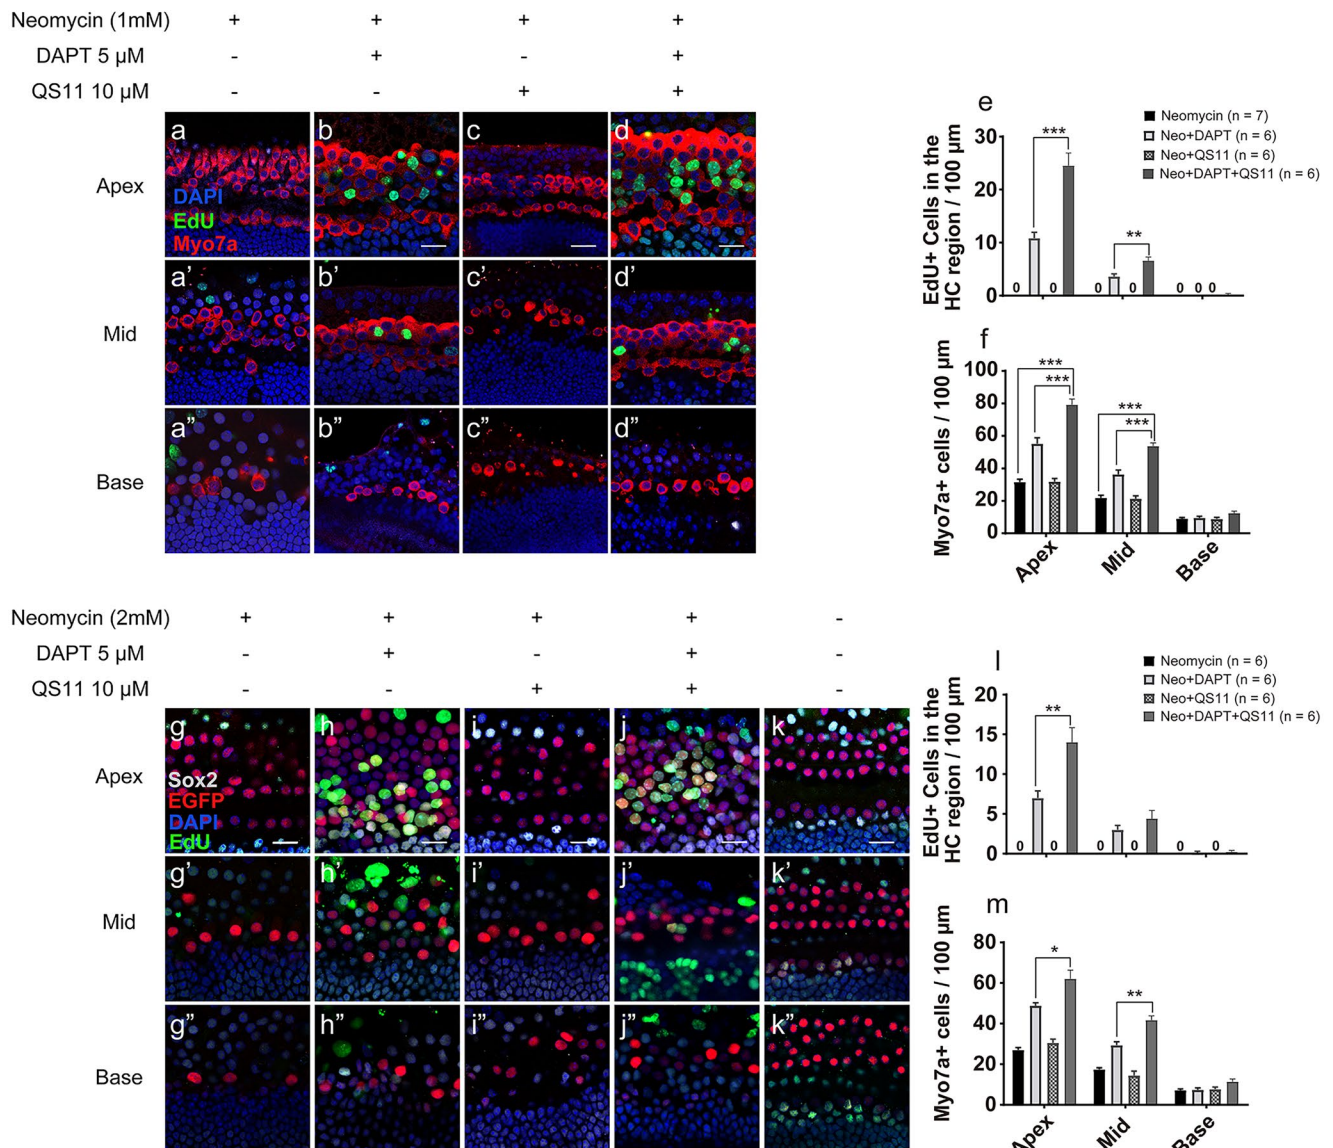 Neomycin (1mM) + + + +
DAPT 5 µM - + - +
QS11 10 µM - - + +
a b c d
Apex
DAPI
EdU
Myo7a
a’ b’ c’ d’
Mid
a” b” c” d”
Base
e
Neomycin (n = 7)
Neo+DAPT (n = 6)
Neo+QS11 (n = 6)
Neo+DAPT+QS11 (n = 6)
EdU+ Cells in the
HC region / 100 µm
30
20
10
0
*** **
0 0 0 0 0 0 0
f
Myo7a+ cells / 100 µm
100
80
60
40
20
0
*** ***
*** ***
Apex Mid Base
Neomycin (2mM) + + + + -
DAPT 5 µM - + - + -
QS11 10 µM - - + + -
g h i j k
Apex
Sox2
EGFP
DAPI
EdU
g’ h’ i’ j’ k’
Mid
g” h” i” j” k”
Base
l
Neomycin (n = 6)
Neo+DAPT (n = 6)
Neo+QS11 (n = 6)
Neo+DAPT+QS11 (n = 6)
EdU+ Cells in the
HC region / 100 µm
20
15
10
5
0
**
0 0 0 0 0 0
m
Myo7a+ cells / 100 µm
80
60
40
20
0
* **
Apex Mid Base